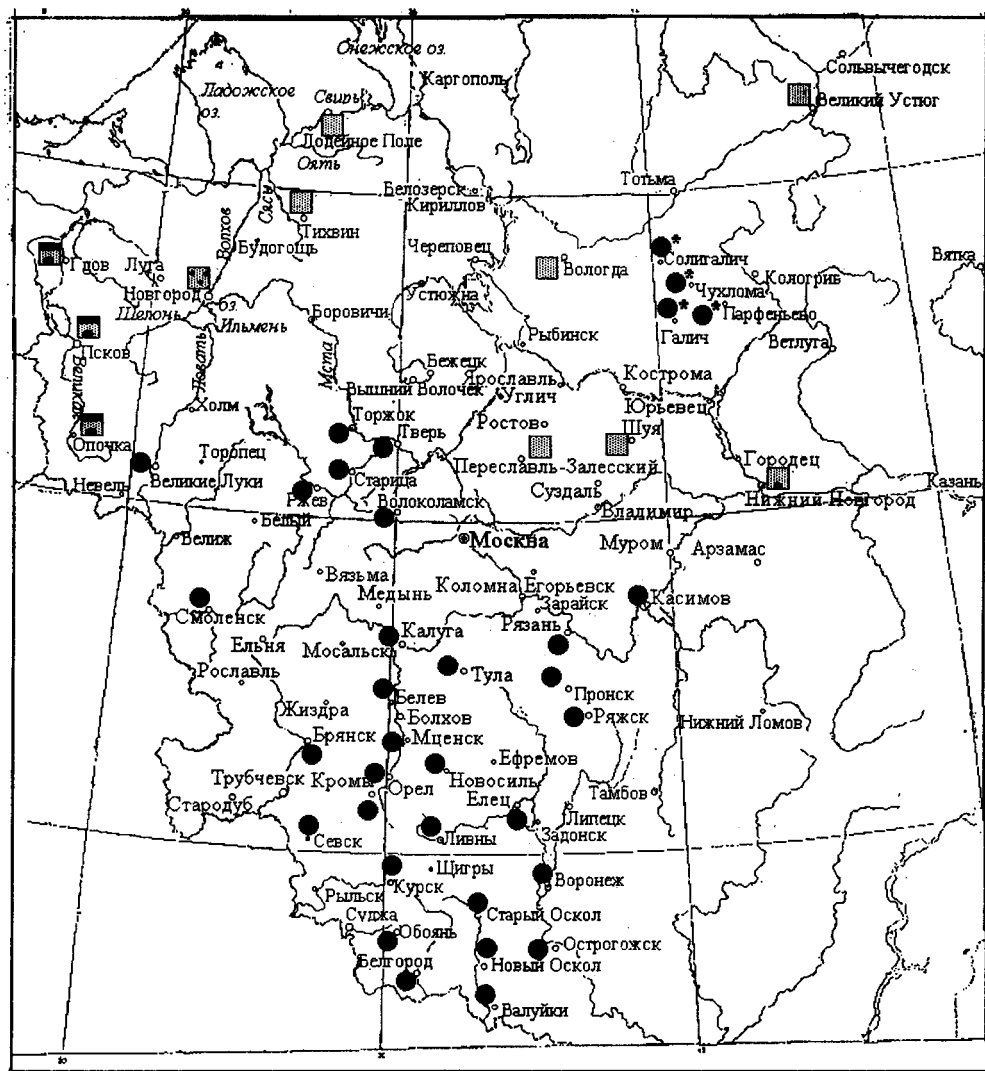 Онежское оз.
Каргополь
Сольвычегодск
Великий Устюг
Ладожское
оз.
Свирь
Лодейное Поле
Оять
Сясь
Тихвин
Белозерск
Кириллов
Тотьма
Волхов
Будогощь
Череповец
Вологда
Солигалич
*
Вятка
Гдов
Луга
Новгород
оз.
Ильмень
Шелонь
Устюжна
Чухлома
*
Кологрив
Парфеньево
*
*
Галич
Боровичи
Рыбинск
Ветлуга
Псков
Великая
Ловать
Мста
Бежецк
Вышний Волочек
Ярославль
Углич
Кострома
Юрьевец
Холм
Торжок
Ростов
Шуя
Опочка
Торопец
Тверь
Переславль-Залесский
Городец
Невель
Великие Луки
Ржев
Старица
Суздаль
Нижний Новгород
Казань
Волоколамск
Владимир
Белый
Велиж
Москва
Муром
Арзамас
Вязьма
Медынь
Коломна
Егорьевск
Зарайск
Касимов
Смоленск
Рязань
Ельня
Мосальск
Калуга
Рославль
Тула
Пронск
Белев
Жиздра
Болхов
Ряжск
Нижний Ломов
Брянск
Мценск
Ефремов
Трубчевск
Кромы
Орел
Новосиль
Стародуб
Елец
Липецк
Тамбов
Севск
Ливны
Задонск
Щигры
Воронеж
Рыльск
Курск
Суджа
Обоянь
Старый Оскол
Острогожск
Белгород
Новый Оскол
Валуйки